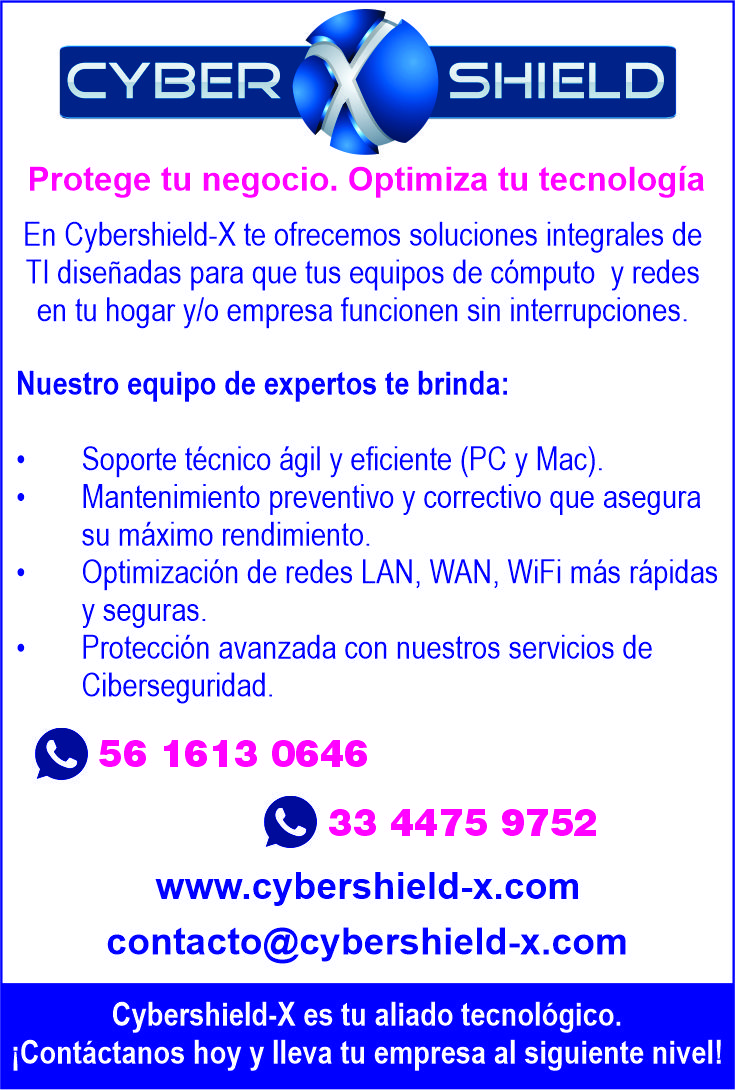 CYBER X SHIELD
Protege tu negocio. Optimiza tu tecnología
En Cybershield-X te ofrecemos soluciones integrales de
TI diseñadas para que tus equipos de cómputo  y redes
en tu hogar y/o empresa funcionen sin interrupciones.
Nuestro equipo de expertos te brinda:
• Soporte técnico ágil y eficiente (PC y Mac).
• Mantenimiento preventivo y correctivo que asegura
su máximo rendimiento.
• Optimización de redes LAN, WAN, WiFi más rápidas
y seguras.
• Protección avanzada con nuestros servicios de
Ciberseguridad.
56 1613 0646
33 4475 9752
www.cybershield-x.com
contacto@cybershield-x.com
Cybershield-X es tu aliado tecnológico.
¡Contáctanos hoy y lleva tu empresa al siguiente nivel!